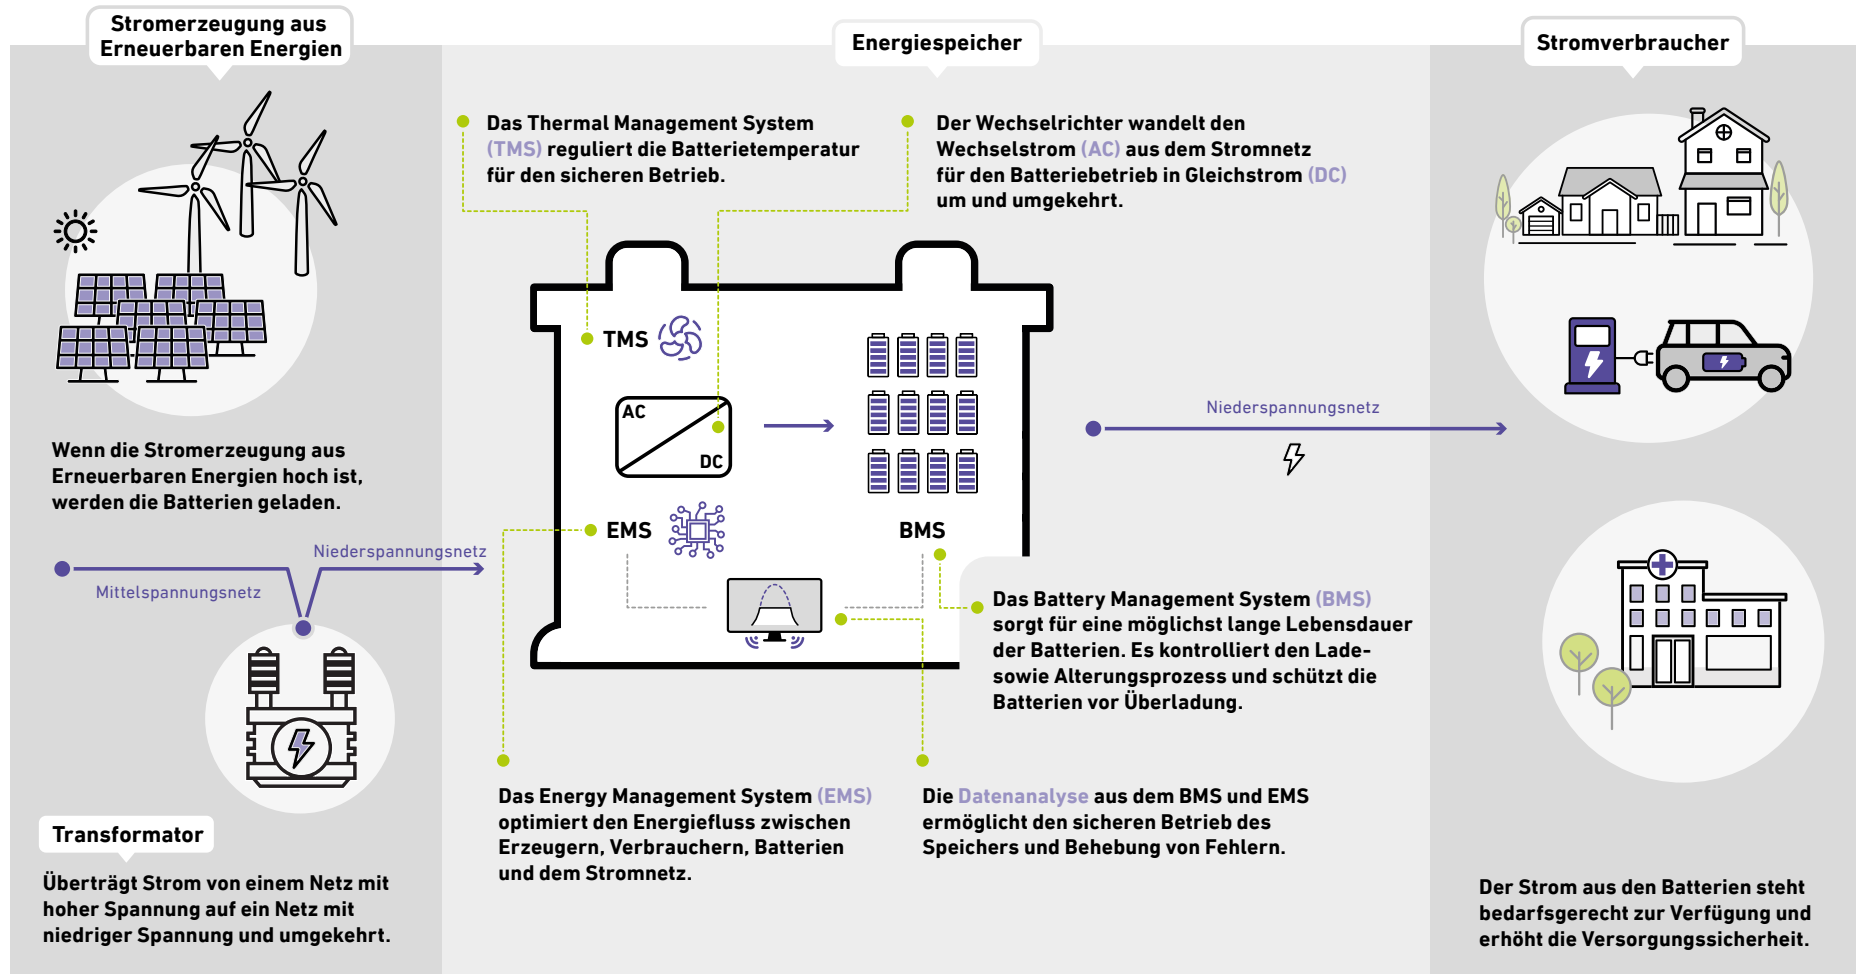 Stromerzeugung aus
Erneuerbaren Energien
Wenn die Stromerzeugung aus
Erneuerbaren Energien hoch ist,
werden die Batterien geladen.
Niederspannungsnetz
Mittelspannungsnetz
Transformator
Überträgt Strom von einem Netz mit
hoher Spannung auf ein Netz mit
niedriger Spannung und umgekehrt.
Energiespeicher
Das Thermal Management System
(TMS) reguliert die Batterietemperatur
für den sicheren Betrieb.
Der Wechselrichter wandelt den
Wechselstrom (AC) aus dem Stromnetz
für den Batteriebetrieb in Gleichstrom (DC)
um und umgekehrt.
TMS
AC
DC
EMS
BMS
Das Battery Management System (BMS)
sorgt für eine möglichst lange Lebensdauer
der Batterien. Es kontrolliert den Lade-
sowie Alterungsprozess und schützt die
Batterien vor Überladung.
Das Energy Management System (EMS)
optimiert den Energiefluss zwischen
Erzeugern, Verbrauchern, Batterien
und dem Stromnetz.
Die Datenanalyse aus dem BMS und EMS
ermöglicht den sicheren Betrieb des
Speichers und Behebung von Fehlern.
Niederspannungsnetz
Stromverbraucher
Der Strom aus den Batterien steht
bedarfsgerecht zur Verfügung und
erhöht die Versorgungssicherheit.